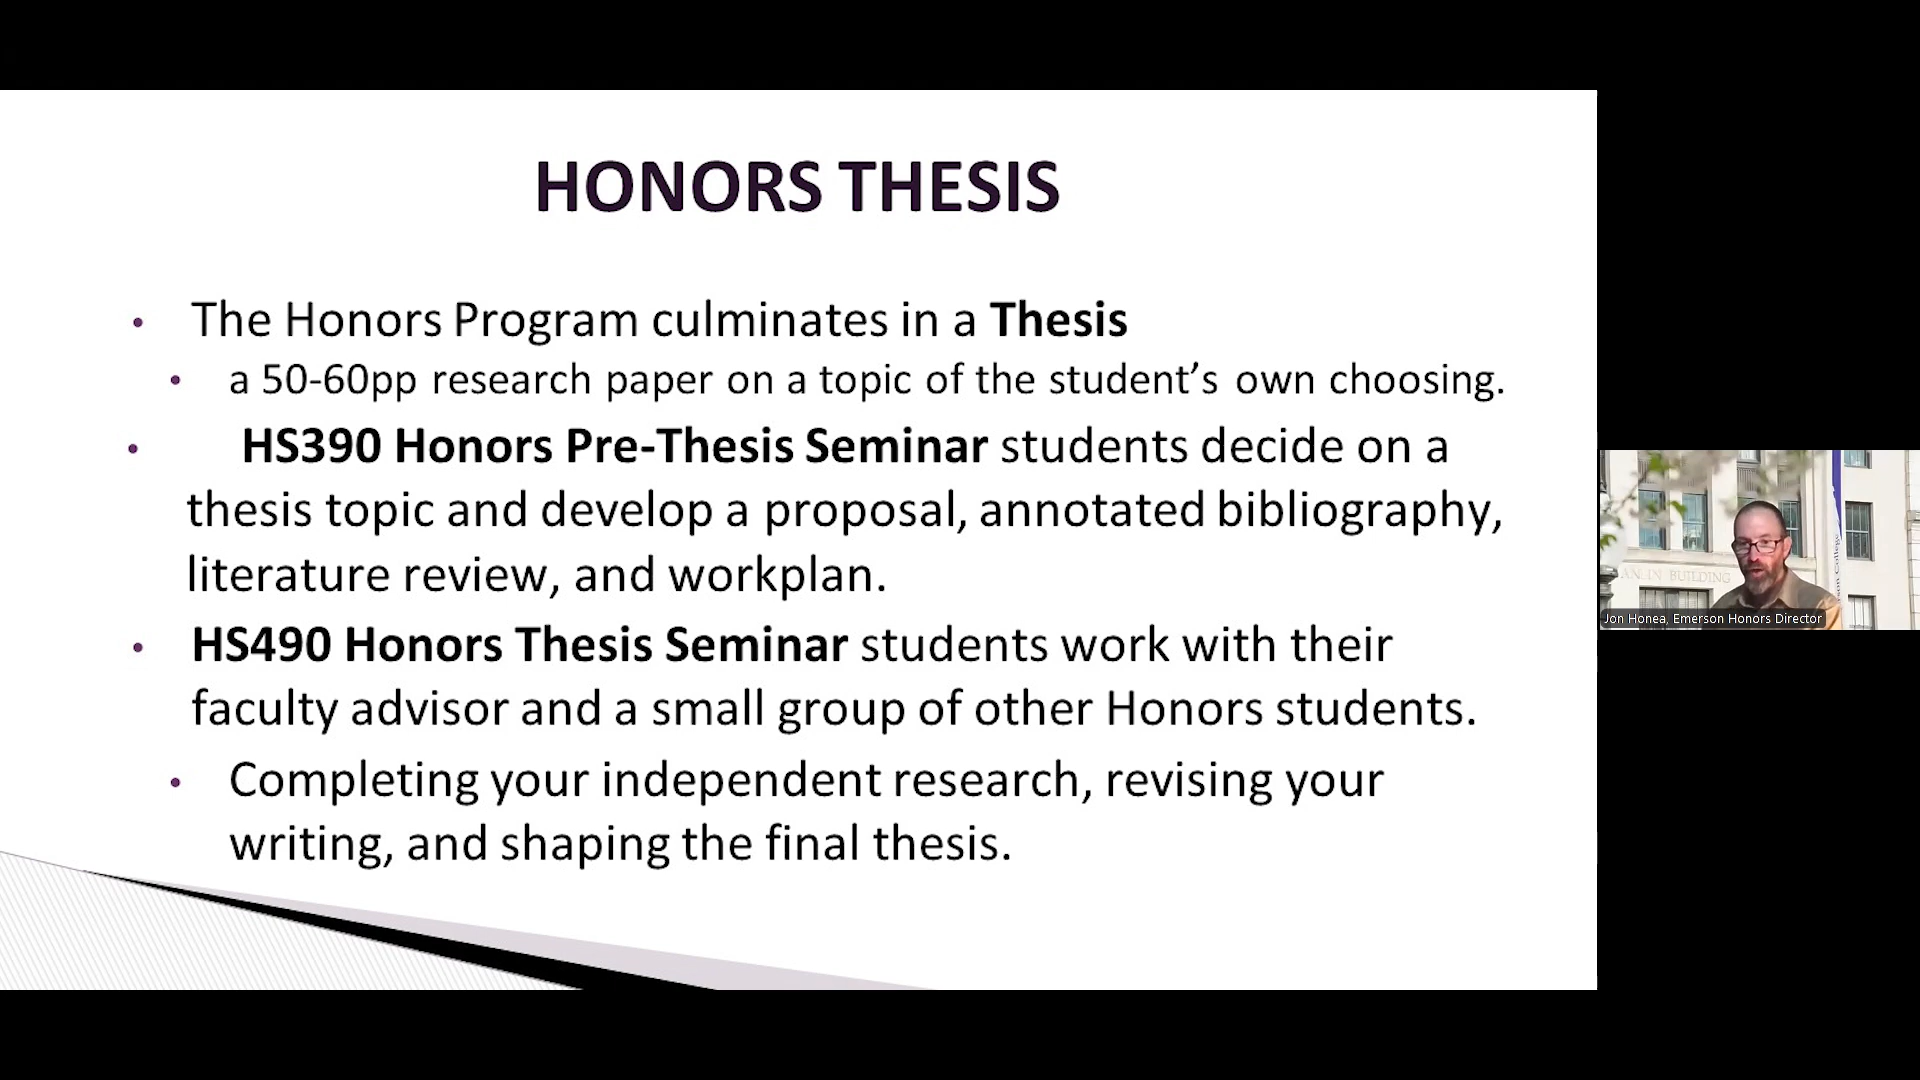 HONORS THESIS
• The Honors Program culminates in a Thesis
• a 50-60pp research paper on a topic of the student’s own choosing.
• HS390 Honors Pre-Thesis Seminar students decide on a
thesis topic and develop a proposal, annotated bibliography,
literature review, and workplan.
• HS490 Honors Thesis Seminar students work with their
faculty advisor and a small group of other Honors students.
• Completing your independent research, revising your
writing, and shaping the final thesis.
BUILDING
Jon Honea, Emerson Honors Director